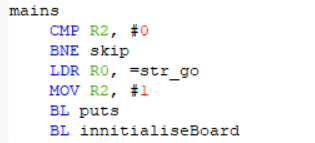 mains
CMP R2, #0
BNE skip
LDR R0, =str_go
MOV R2, #1
BL puts
BL innitialiseBoard